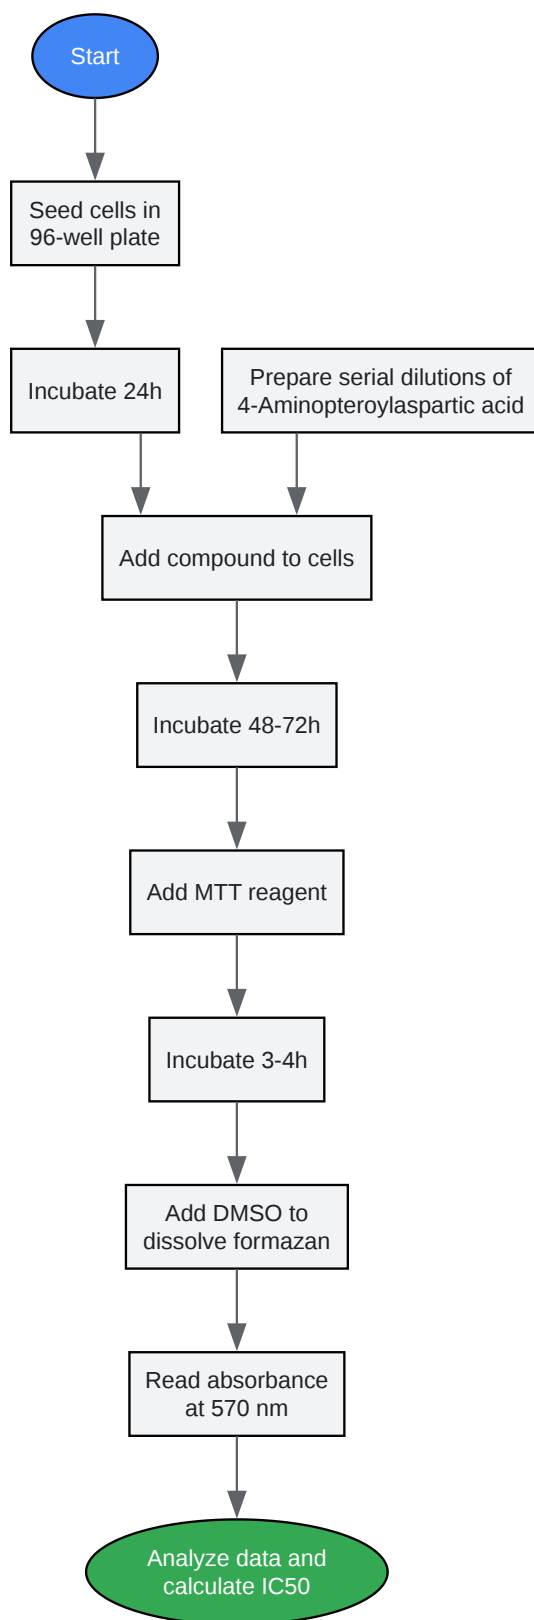 Start
Seed cells in
96-well plate
Incubate 24h
Prepare serial dilutions of
4-Aminopteroylaspartic acid
Add compound to cells
Incubate 48-72h
Add MTT reagent
Incubate 3-4h
Add DMSO to
dissolve formazan
Read absorbance
at 570 nm
Analyze data and
calculate IC50